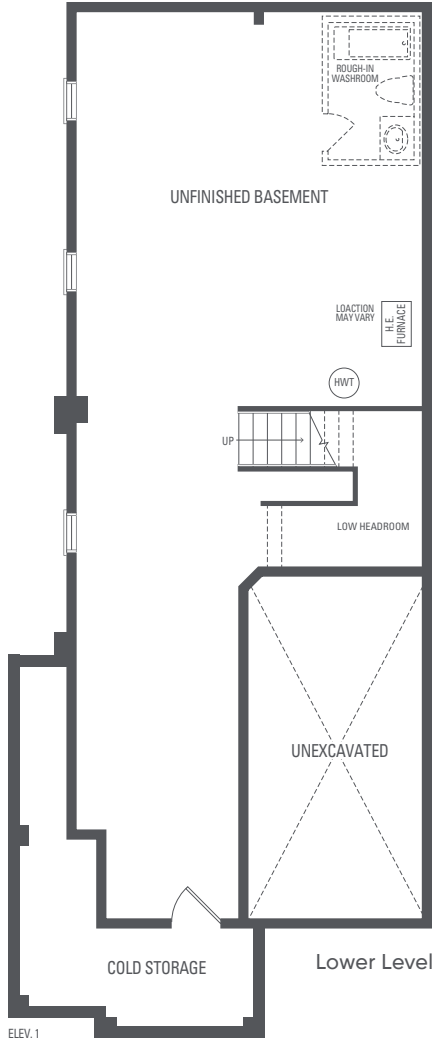 ROUGH-IN
WASHROOM
UNFINISHED BASEMENT
LOACTION
MAY VARY
H.E.
FURNACE
HWT
UP
LOW HEADROOM
UNEXCAVATED
COLD STORAGE
Lower Level
ELEV. 1